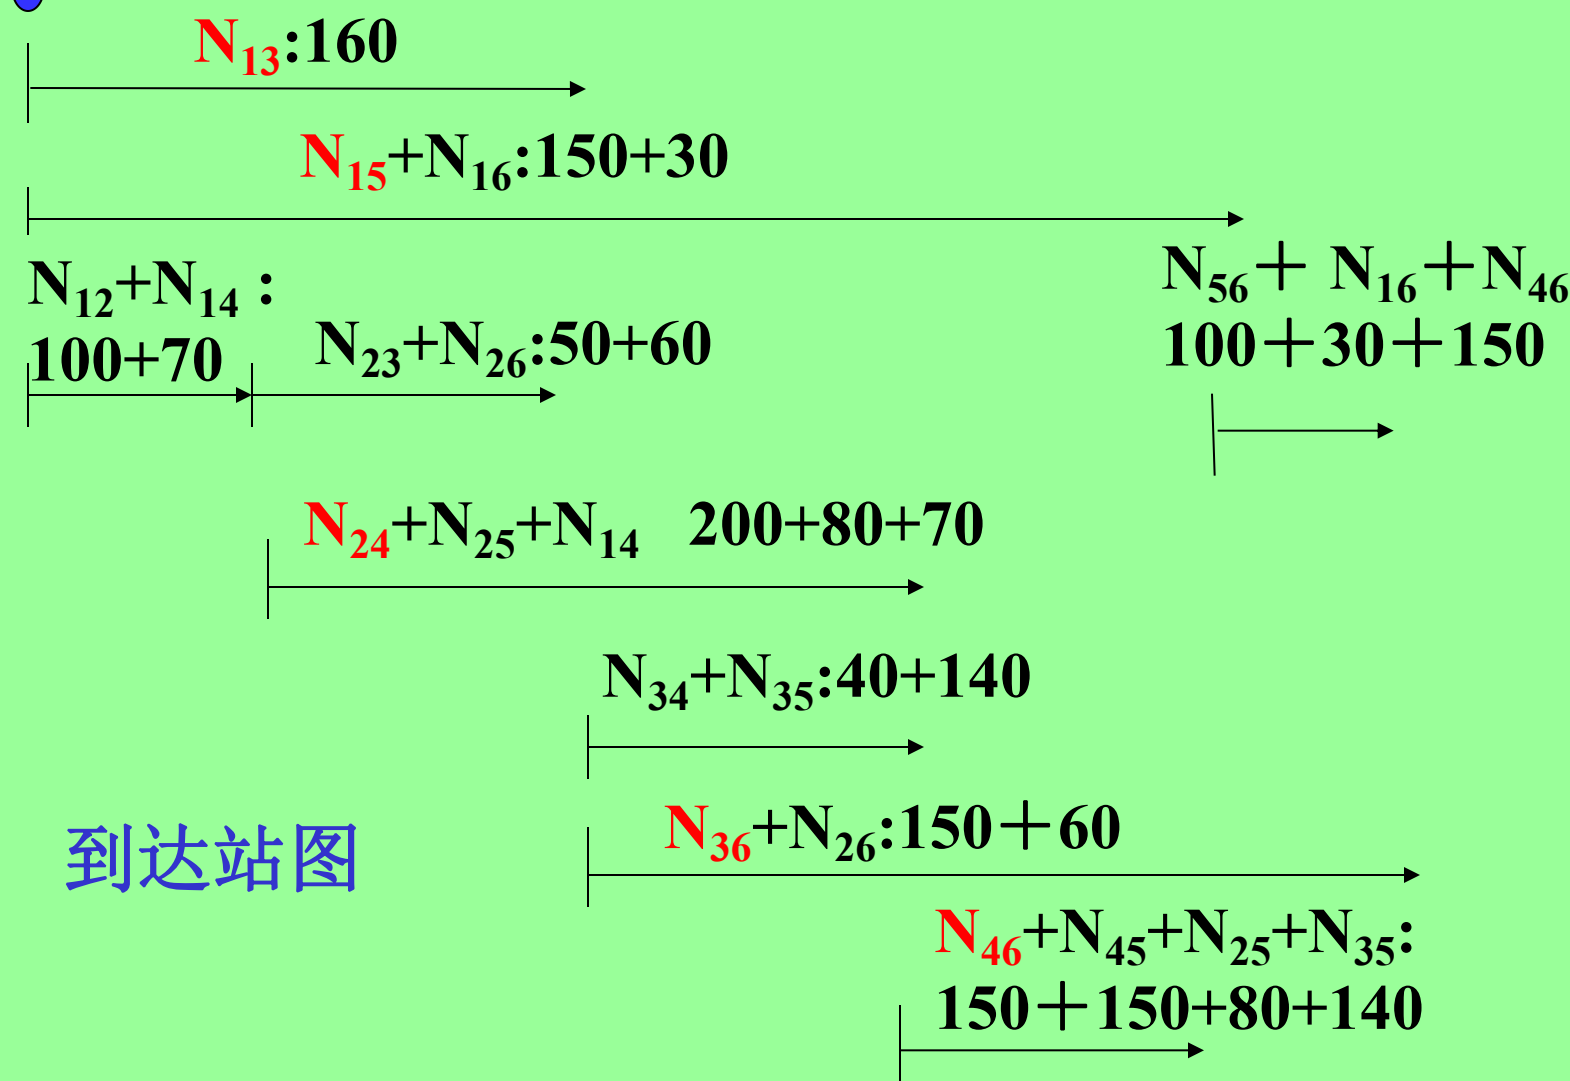 N₁₃:160
N₁₅+N₁₆:150+30
N₁₂+N₁₄ :
100+70
N₂₃+N₂₆:50+60
N₅₆＋ N₁₆＋N₄₆
100＋30＋150
N₂₄+N₂₅+N₁₄ 200+80+70
N₃₄+N₃₅:40+140
N₃₆+N₂₆:150＋60
到达站图
N₄₆+N₄₅+N₂₅+N₃₅:
150＋150+80+140